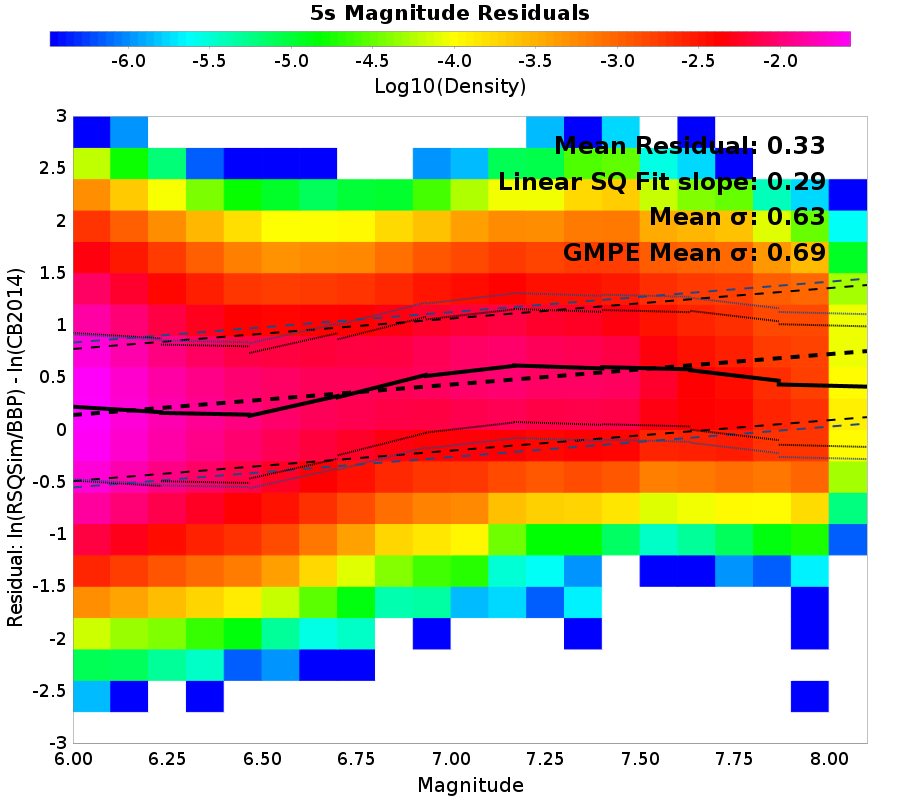 5s Magnitude Residuals
-6.0 -5.5 -5.0 -4.5 -4.0 -3.5 -3.0 -2.5 -2.0
Log10(Density)
Mean Residual: 0.33
Linear SQ Fit slope: 0.29
Mean σ: 0.63
GMPE Mean σ: 0.69
Residual: ln(RSQSim/BBP) - ln(CB2014)
3
2.5
2
1.5
1
0.5
0
-0.5
-1
-1.5
-2
-2.5
-3
6.00 6.25 6.50 6.75 7.00 7.25 7.50 7.75 8.00
Magnitude